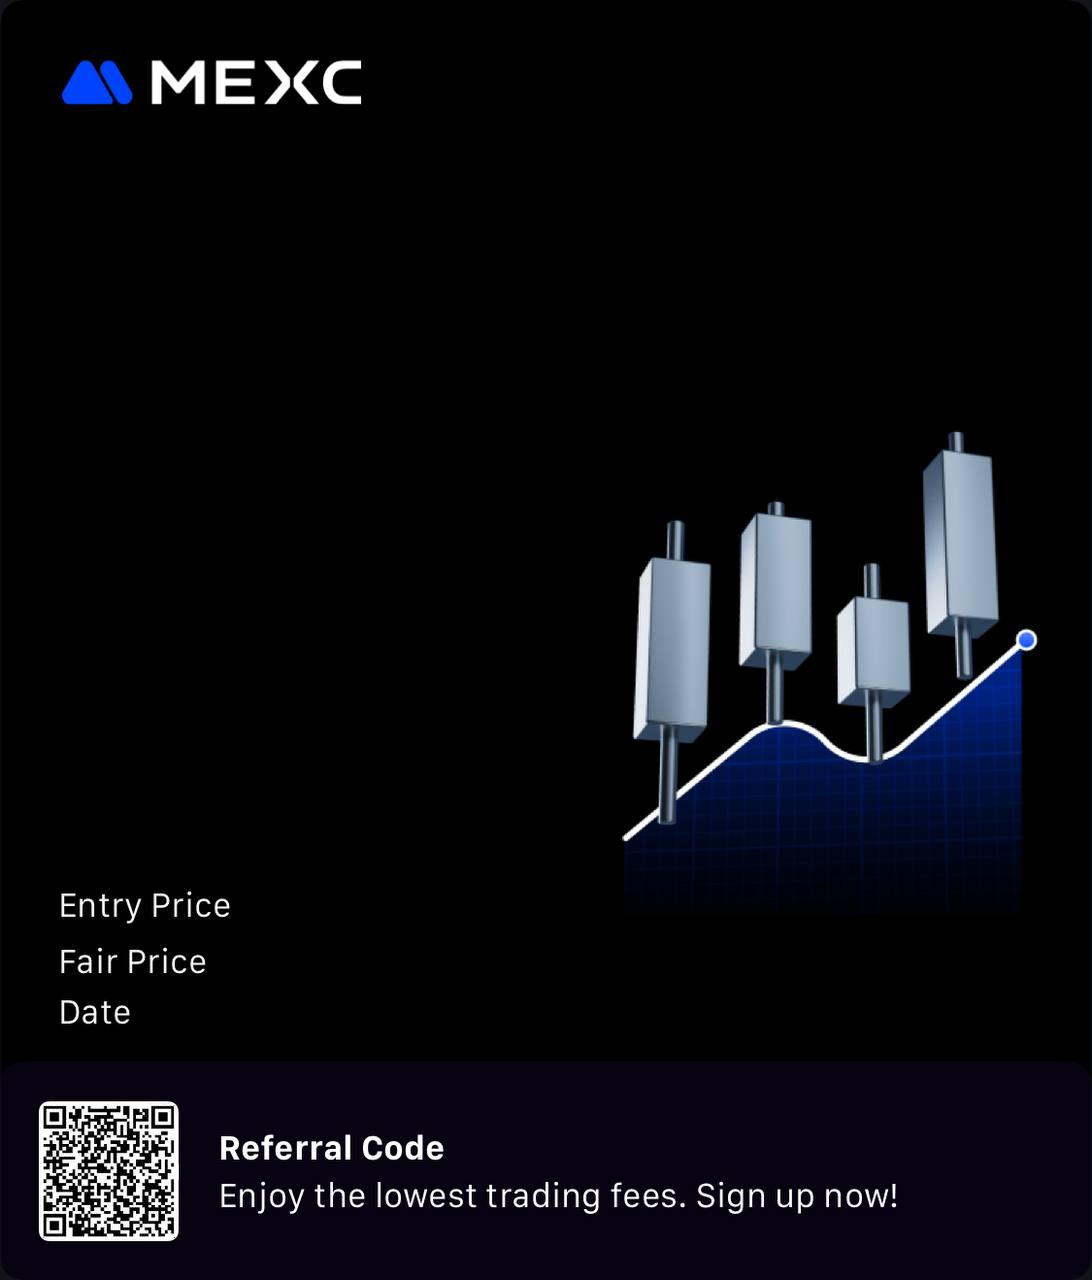 MEXC
Entry Price
Fair Price
Date
Referral Code
Enjoy the lowest trading fees. Sign up now!